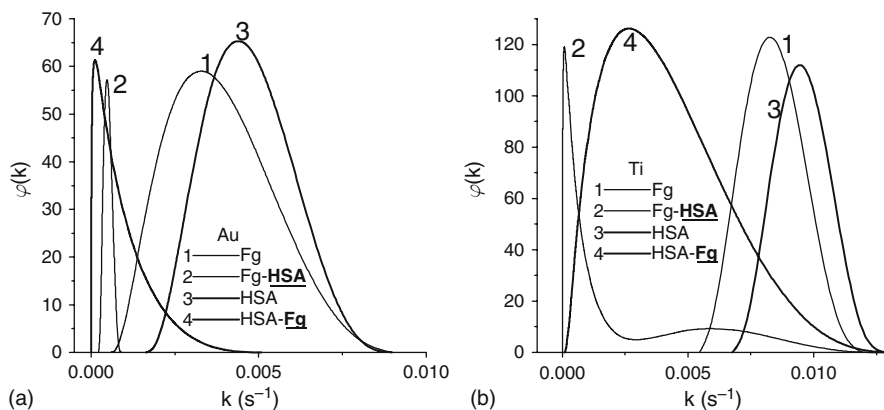 70
60
50
40
30
20
10
0
φ(k)
4
2
1
3
Au
1 Fg
2 Fg-HSA
3 HSA
4 HSA-Fg
0.000
0.005
0.010
(a)
k (s⁻¹)
120
100
80
60
40
20
0
φ(k)
2
4
1
3
Ti
1 Fg
2 Fg-HSA
3 HSA
4 HSA-Fg
0.000
0.005
0.010
(b)
k (s⁻¹)